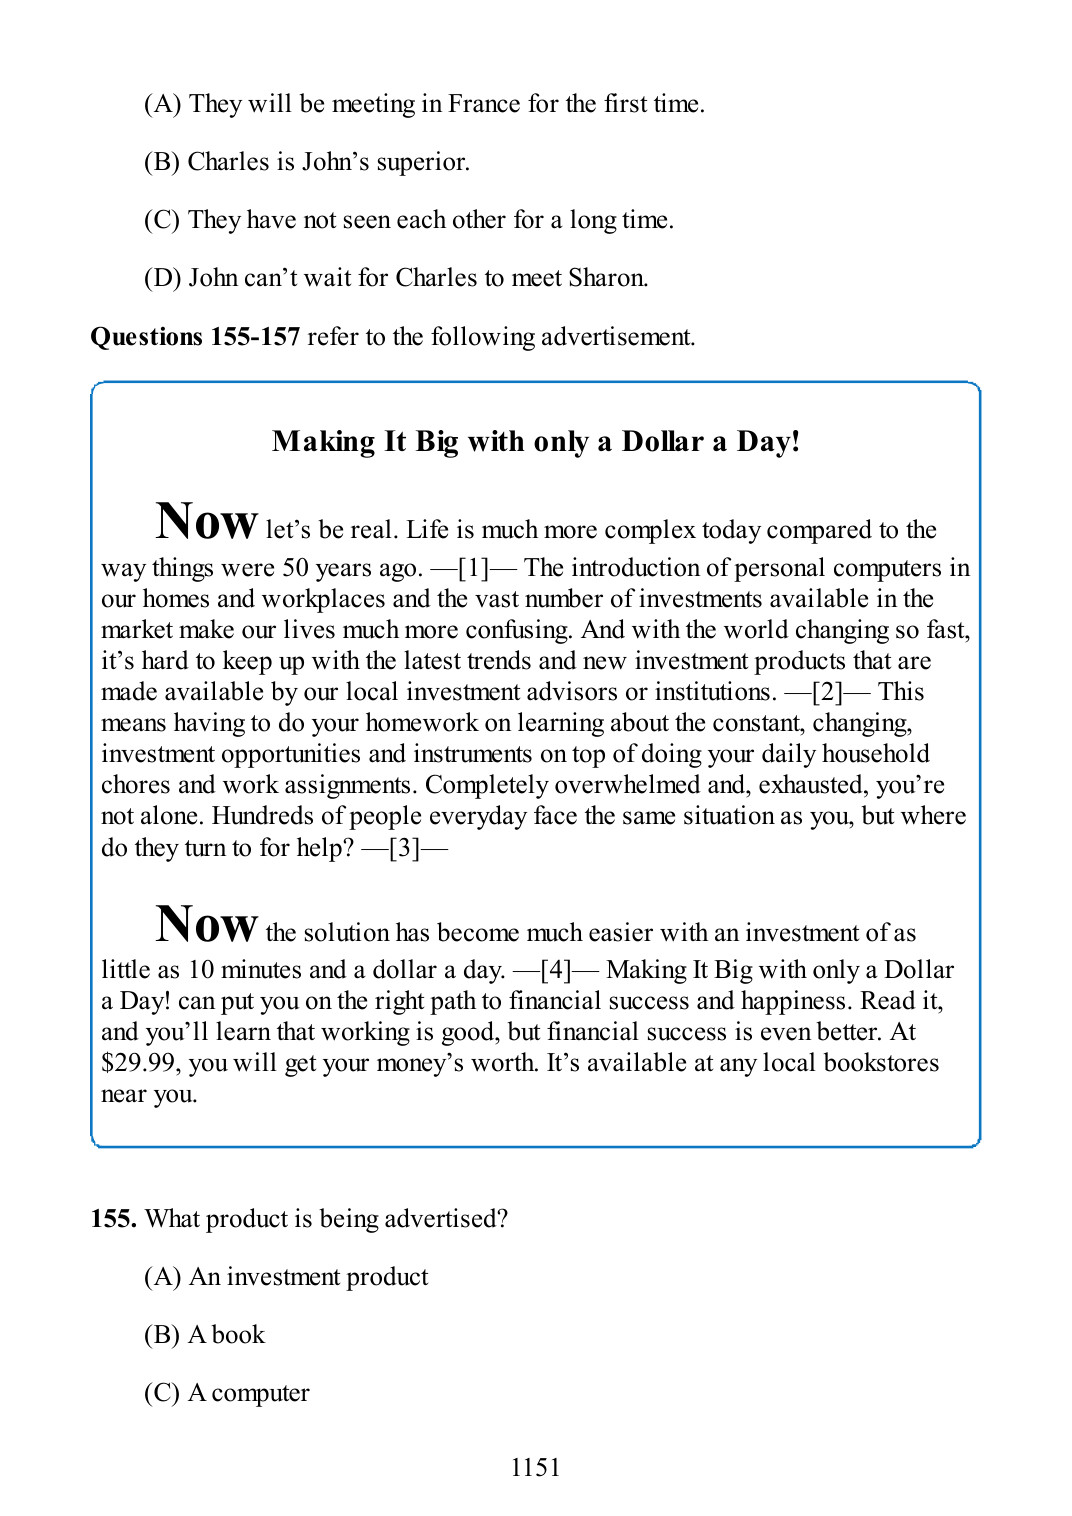 (A) They will be meeting in France for the first time.
(B) Charles is John’s superior.
(C) They have not seen each other for a long time.
(D) John can’t wait for Charles to meet Sharon.
Questions 155-157 refer to the following advertisement.
Making It Big with only a Dollar a Day!
Now let’s be real. Life is much more complex today compared to the
way things were 50 years ago. —[1]— The introduction of personal computers in
our homes and workplaces and the vast number of investments available in the
market make our lives much more confusing. And with the world changing so fast,
it’s hard to keep up with the latest trends and new investment products that are
made available by our local investment advisors or institutions. —[2]— This
means having to do your homework on learning about the constant, changing,
investment opportunities and instruments on top of doing your daily household
chores and work assignments. Completely overwhelmed and, exhausted, you’re
not alone. Hundreds of people everyday face the same situation as you, but where
do they turn to for help? —[3]—
Now the solution has become much easier with an investment of as
little as 10 minutes and a dollar a day. —[4]— Making It Big with only a Dollar
a Day! can put you on the right path to financial success and happiness. Read it,
and you’ll learn that working is good, but financial success is even better. At
$29.99, you will get your money’s worth. It’s available at any local bookstores
near you.
155. What product is being advertised?
(A) An investment product
(B) A book
(C) A computer
1151